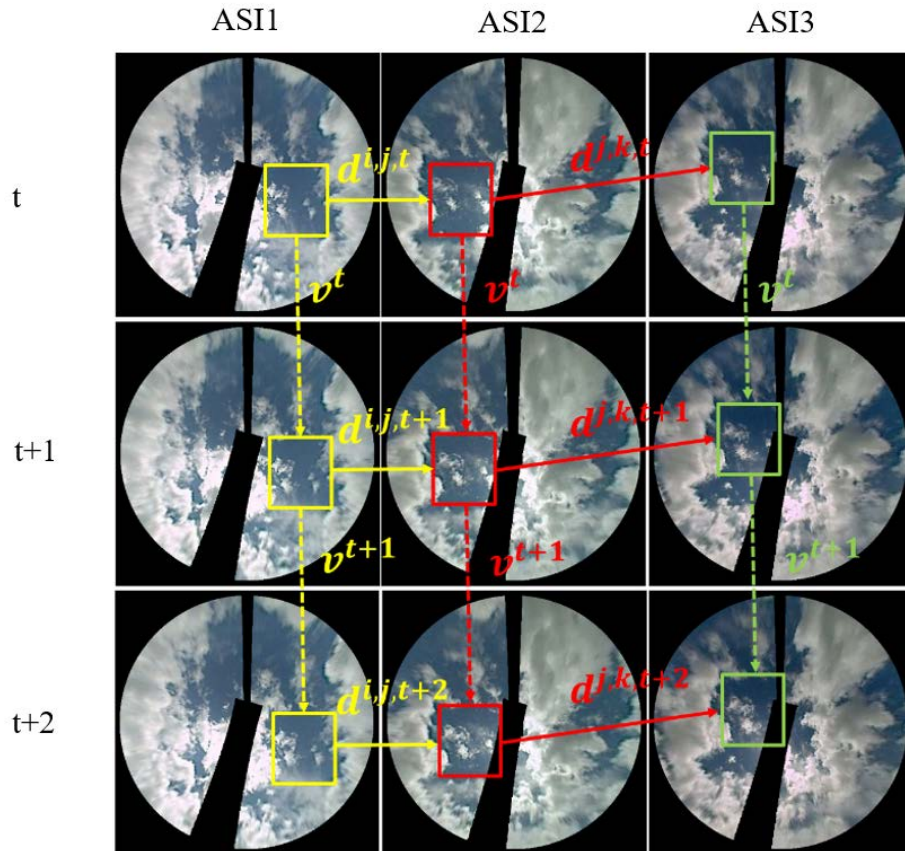 ASI1 ASI2 ASI3
t
d^{i,j,t} d^{j,k,t}
v^t v^t v^t
t+1
d^{i,j,t+1} d^{j,k,t+1}
v^{t+1} v^{t+1} v^{t+1}
t+2
d^{i,j,t+2} d^{j,k,t+2}